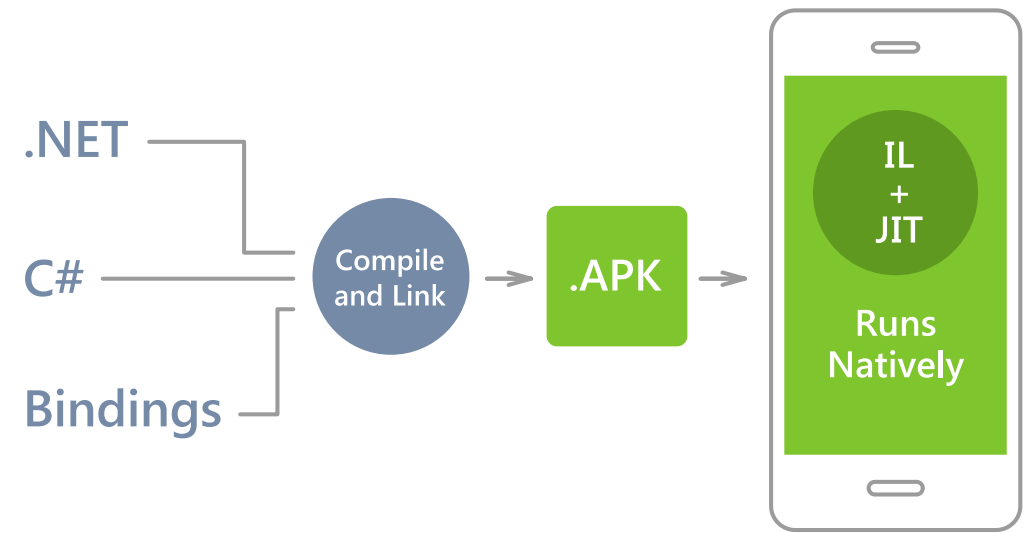 .NET
C#
Bindings
Compile
and Link
.APK
IL
+
JIT
Runs
Natively